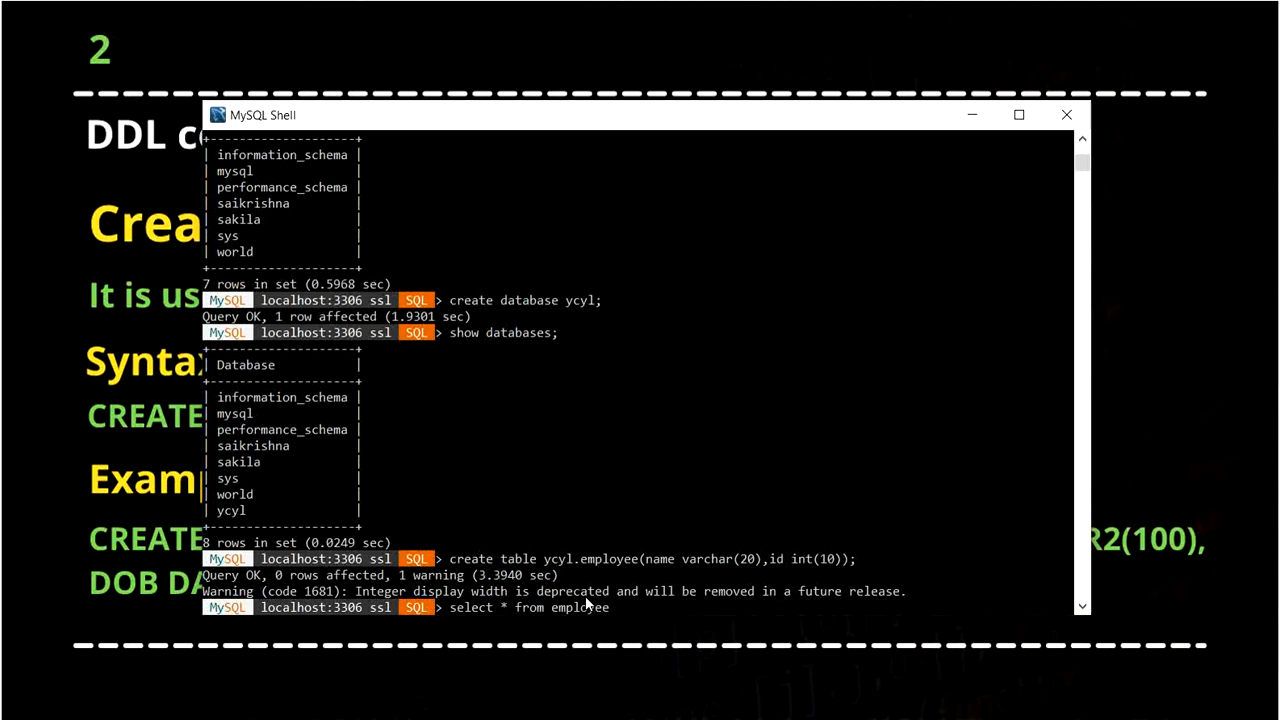 2
DDL c
MySQL Shell
information_schema
mysql
performance_schema
saikrishna
sakila
sys
world
7 rows in set (0.5968 sec)
MySQL localhost:3306 ssl SQL > create database ycyl;
Query OK, 1 row affected (1.9301 sec)
MySQL localhost:3306 ssl SQL > show databases;
Database
information_schema
mysql
performance_schema
saikrishna
sakila
sys
world
ycyl
8 rows in set (0.0249 sec)
MySQL localhost:3306 ssl SQL > create table ycyl.employee(name varchar(20),id int(10));
Query OK, 0 rows affected, 1 warning (3.3940 sec)
Warning (code 1681): Integer display width is deprecated and will be removed in a future release.
MySQL localhost:3306 ssl SQL > select * from employee
Crea
It is us
Synta
CREATE
Exam
CREATE R2(100),
DOB DA